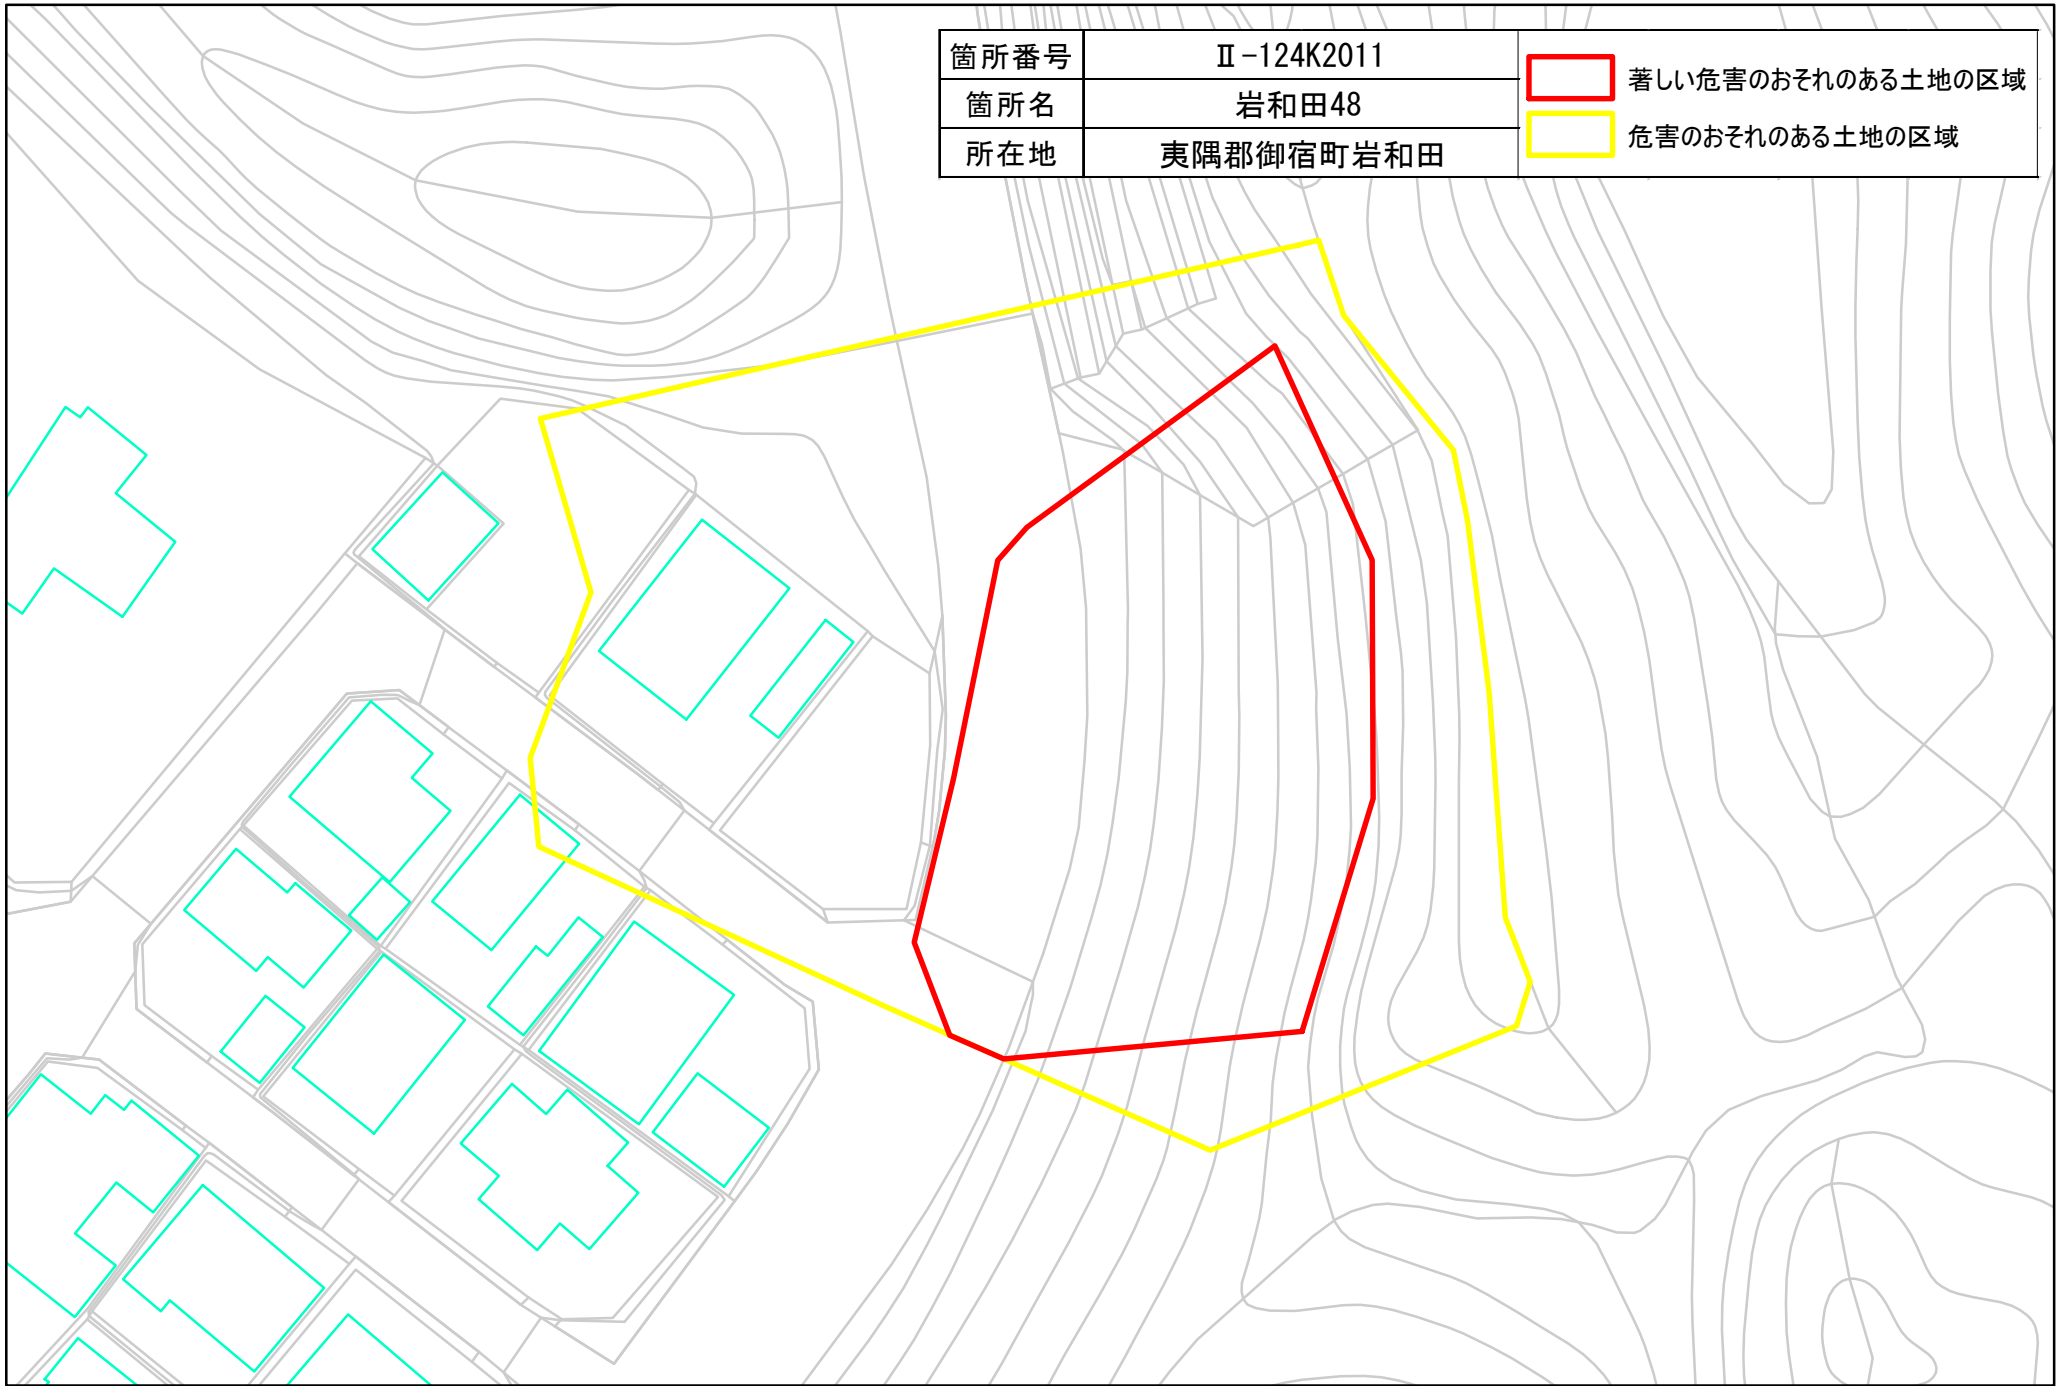 箇所番号 Ⅱ-124K2011
箇所名 岩和田48
所在地 夷隅郡御宿町岩和田
著しい危害のおそれのある土地の区域
危害のおそれのある土地の区域